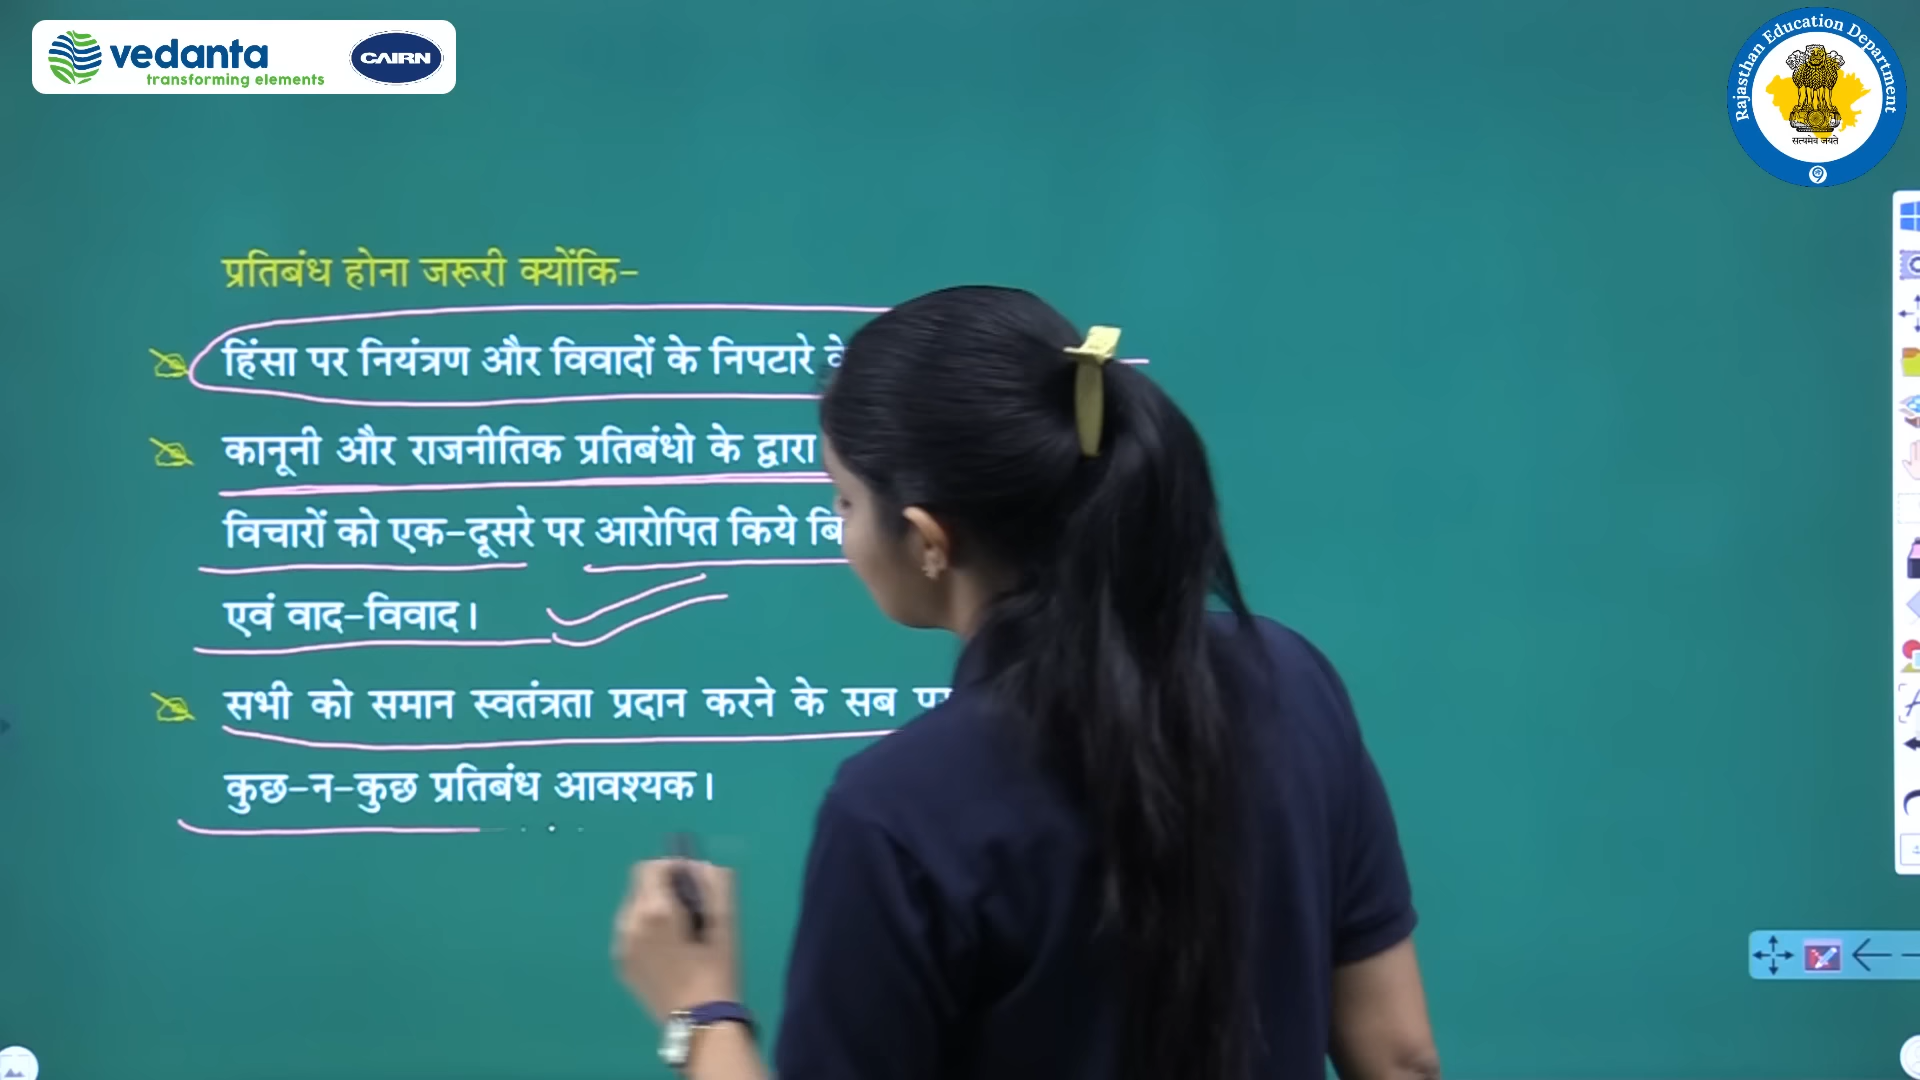 vedanta
transforming elements
CAIRN
Rajasthan Education Department
सत्यमेव जयते
प्रतिबंध होना जरूरी क्योंकि-
हिंसा पर नियंत्रण और विवादों के निपटारे
कानूनी और राजनीतिक प्रतिबंधो के द्वारा
विचारों को एक-दूसरे पर आरोपित किये
एवं वाद-विवाद।
सभी को समान स्वतंत्रता प्रदान करने के सब
कुछ-न-कुछ प्रतिबंध आवश्यक।